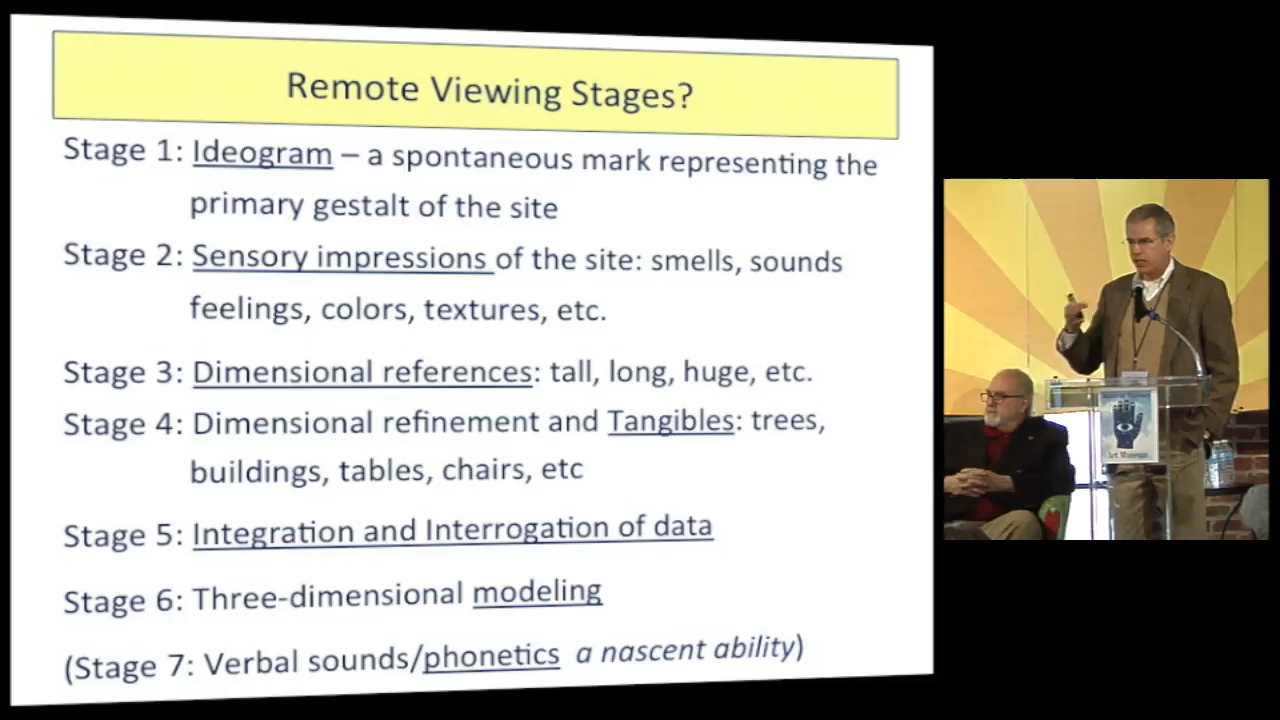 Remote Viewing Stages?
Stage 1: Ideogram – a spontaneous mark representing the
primary gestalt of the site
Stage 2: Sensory impressions of the site: smells, sounds
feelings, colors, textures, etc.
Stage 3: Dimensional references: tall, long, huge, etc.
Stage 4: Dimensional refinement and Tangibles: trees,
buildings, tables, chairs, etc
Stage 5: Integration and Interrogation of data
Stage 6: Three-dimensional modeling
(Stage 7: Verbal sounds/phonetics a nascent ability)
Art Museum